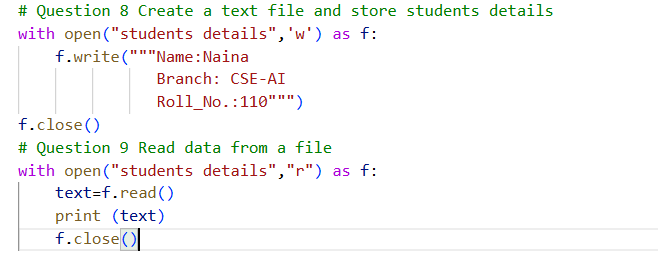 # Question 8 Create a text file and store students details
with open("students details",'w') as f:
    f.write("""Name:Naina
            Branch: CSE-AI
            Roll_No.:110""")
f.close()
# Question 9 Read data from a file
with open("students details","r") as f:
    text=f.read()
    print (text)
    f.close()